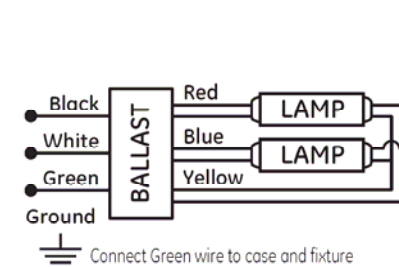 Red
Black
LAMP
White
Blue
BALLAST
LAMP
Green
Yellow
Ground
Connect Green wire to case and fixture